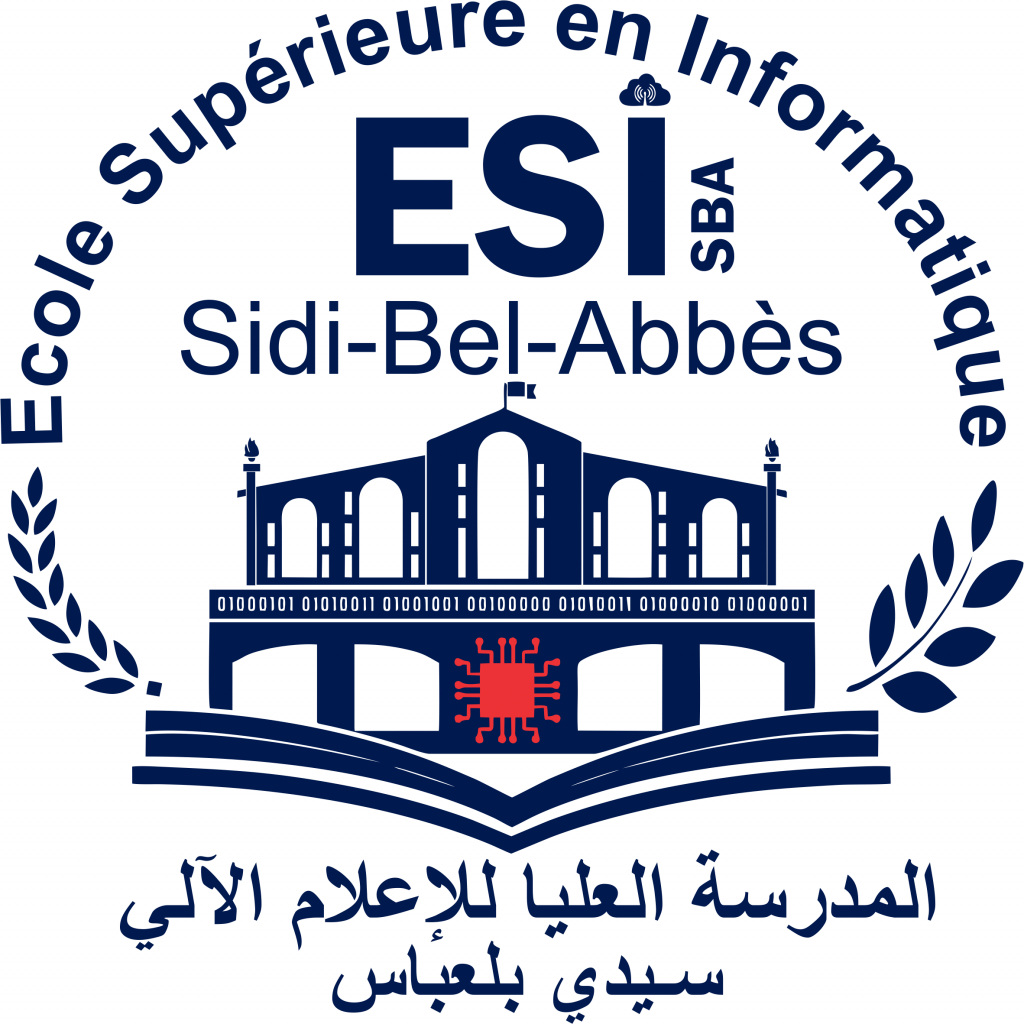 Ecole Supérieure en Informatique
ESI
SBA
Sidi-Bel-Abbès
01000101 01010011 01001001 00100000 01010011 01000010 01000001
المدرسة العليا للإعلام الآلي
سيدي بلعباس